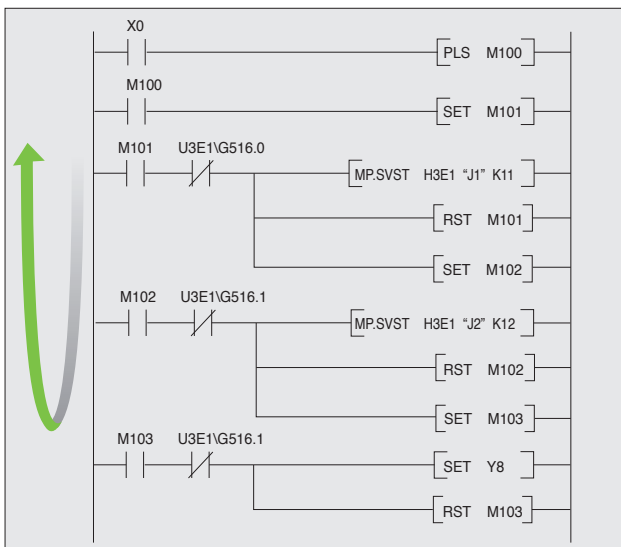 X0
PLS M100
M100
SET M101
M101 U3E1\G516.0
MP.SVST H3E1 “J1” K11
RST M101
SET M102
M102 U3E1\G516.1
MP.SVST H3E1 “J2” K12
RST M102
SET M103
M103 U3E1\G516.1
SET Y8
RST M103